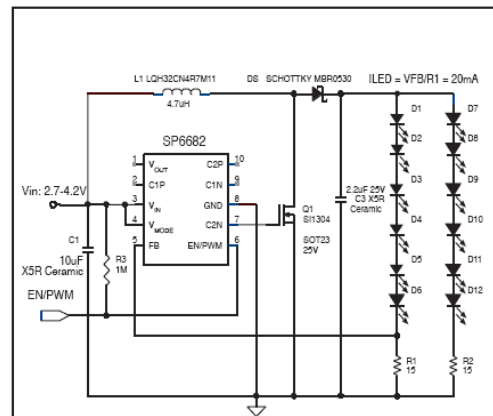 L1 LQH32CN4R7M11
4.7uH
DS SCHOTTKY MBR0530
ILED = VFB/R1 = 20mA
SP6682
1 VOUT
2 C1P
3 VIN
4 VMODE
5 FB
C2P 10
C1N 9
GND 8
C2N 7
EN/PWM 6
Vin: 2.7-4.2V
C1
10uF
X5R Ceramic
R3
1M
EN/PWM
Q1
SI1304
SOT23
25V
2.2uF 25V
C3 X5R
Ceramic
D1
D2
D3
D4
D5
D6
R1
15
D7
D8
D9
D10
D11
D12
R2
15